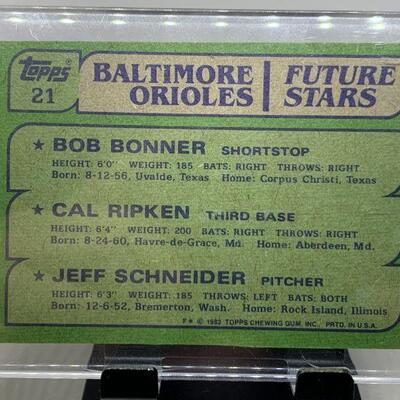 topps
21
BALTIMORE ORIOLES
FUTURE STARS
★ BOB BONNER SHORTSTOP
HEIGHT: 6'0" WEIGHT: 185 BATS: RIGHT THROWS: RIGHT
Born: 8-12-56, Uvalde, Texas Home: Corpus Christi, Texas
★ CAL RIPKEN THIRD BASE
HEIGHT: 6'4" WEIGHT: 200 BATS: RIGHT THROWS: RIGHT
Born: 8-24-60, Havre-de-Grace, Md. Home: Aberdeen, Md.
★ JEFF SCHNEIDER PITCHER
HEIGHT: 6'3" WEIGHT: 185 THROWS: LEFT BATS: BOTH
Born: 12-6-52, Bremerton, Wash. Home: Rock Island, Illinois
F★ © 1982 TOPPS CHEWING GUM, INC., PRTD. IN U.S.A.